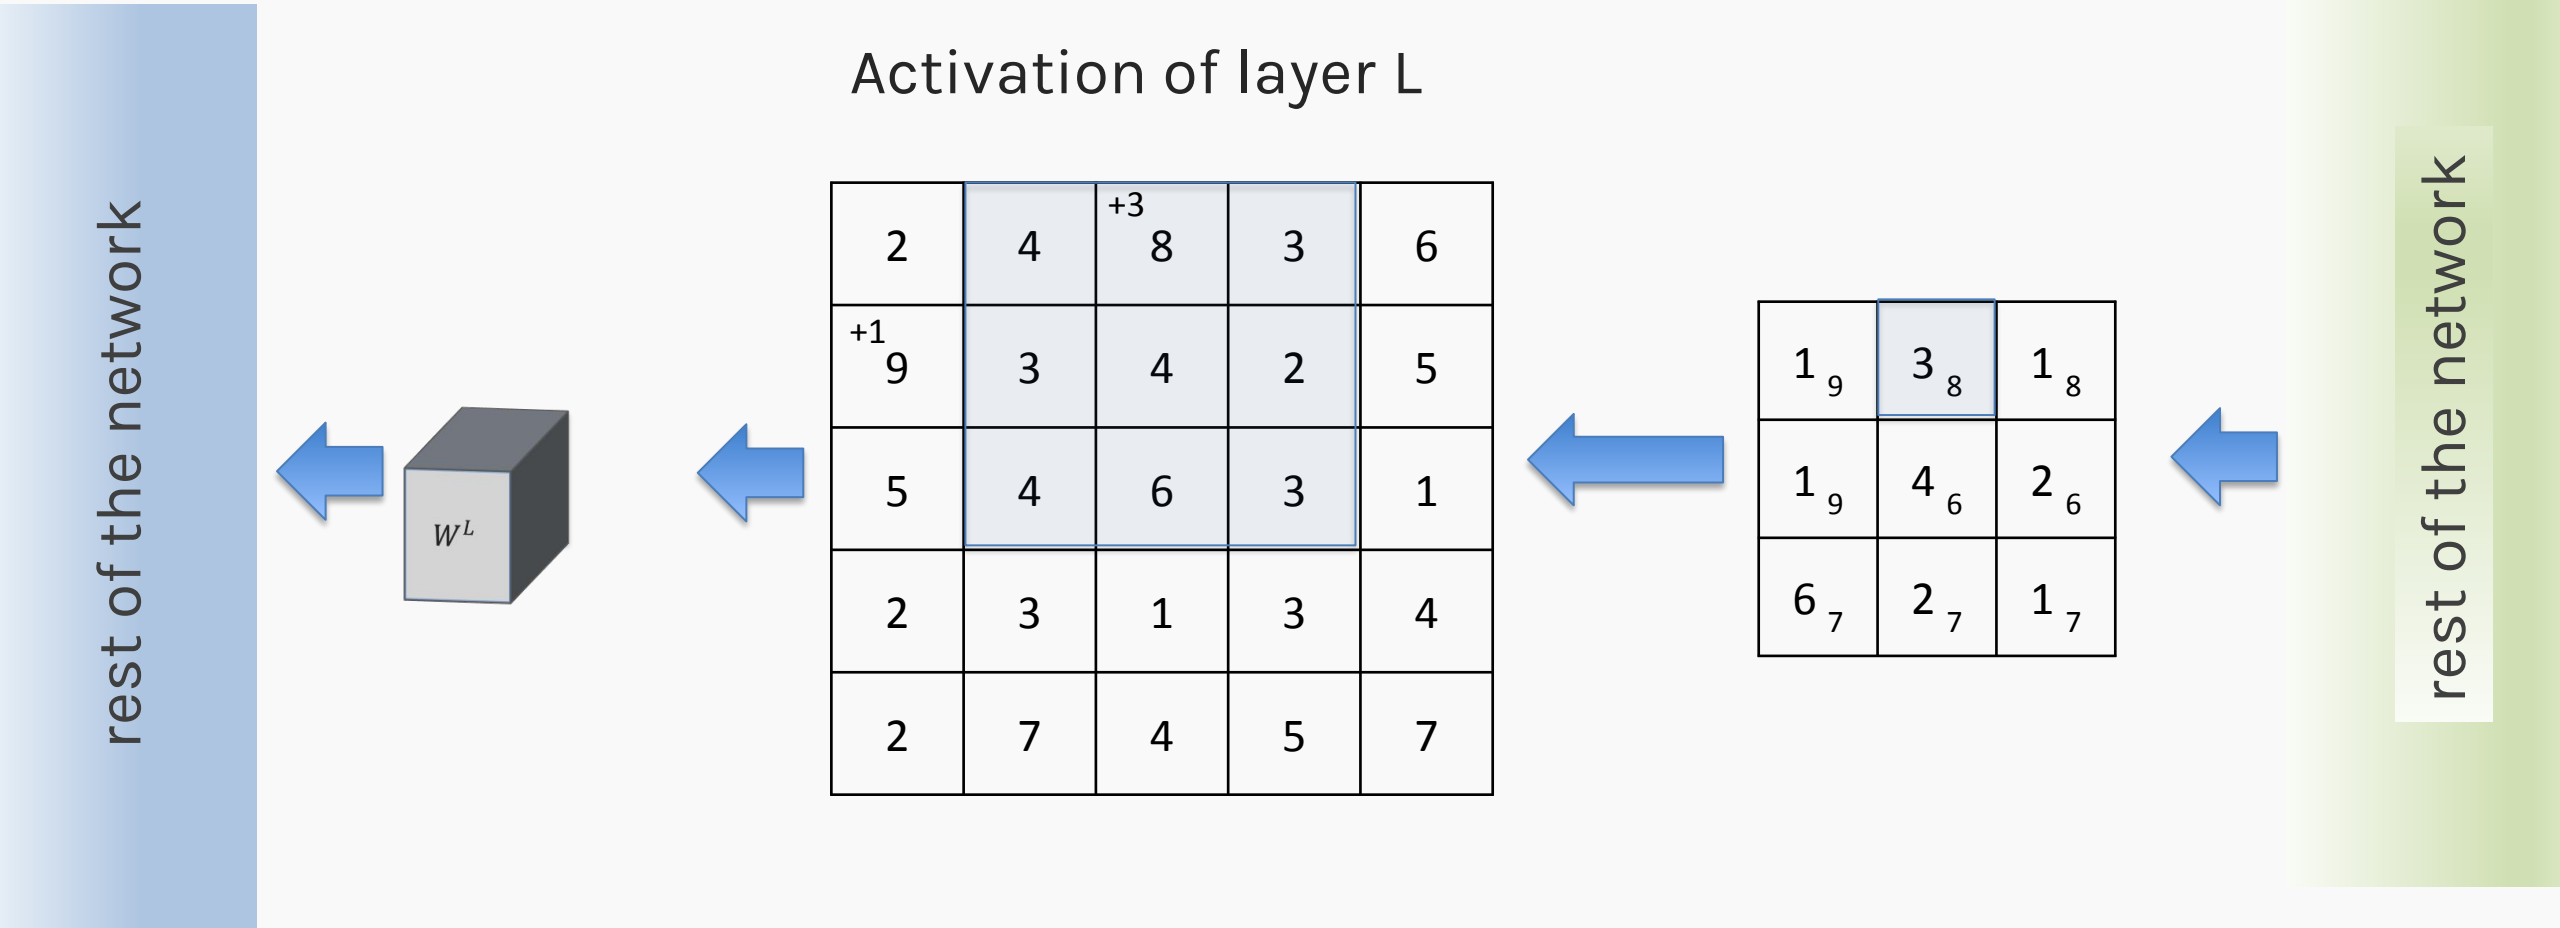 Activation of layer L
rest of the network
W^L
2 4 +3 8 3 6
+1 9 3 4 2 5
5 4 6 3 1
2 3 1 3 4
2 7 4 5 7
1 9 3 8 1 8
1 9 4 6 2 6
6 7 2 7 1 7
rest of the network